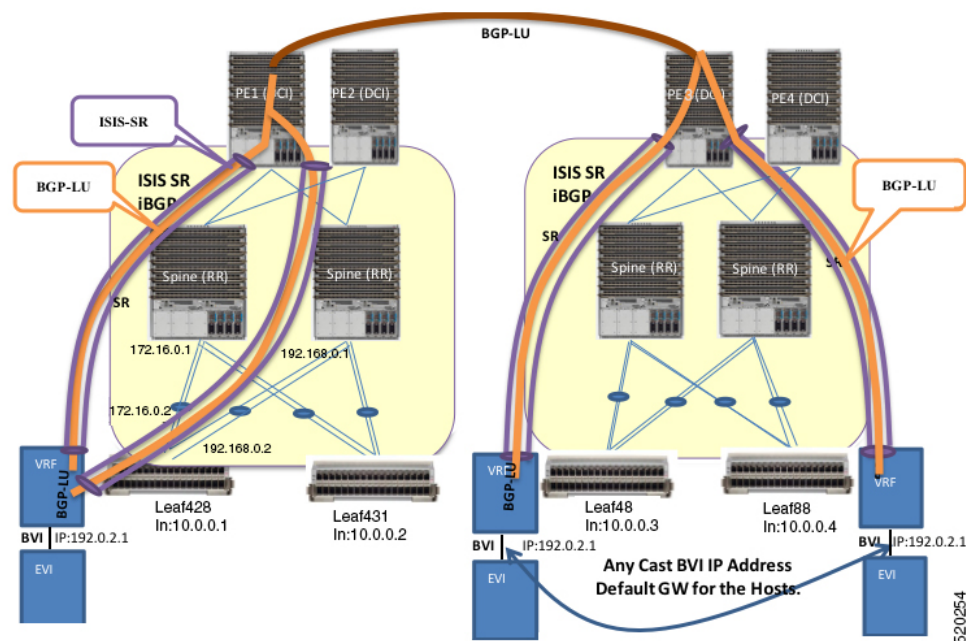 BGP-LU
PE1 (DCI)
PE2 (DCI)
PE3 (DCI)
PE4 (DCI)
ISIS-SR
BGP-LU
ISIS SR
iBGP
SR
Spine (RR)
Spine (RR)
172.16.0.1
192.168.0.1
172.16.0.2
192.168.0.2
ISIS SR
iBGP
SR
SR
BGP-LU
Spine (RR)
Spine (RR)
VRF
BGP-LU
Leaf428
In:10.0.0.1
Leaf431
In:10.0.0.2
BVI
IP:192.0.2.1
EVI
VRF
BGP-LU
Leaf48
In:10.0.0.3
Leaf88
In:10.0.0.4
VRF
BVI
IP:192.0.2.1
EVI
Any Cast BVI IP Address
Default GW for the Hosts.
BVI
IP:192.0.2.1
EVI
520254